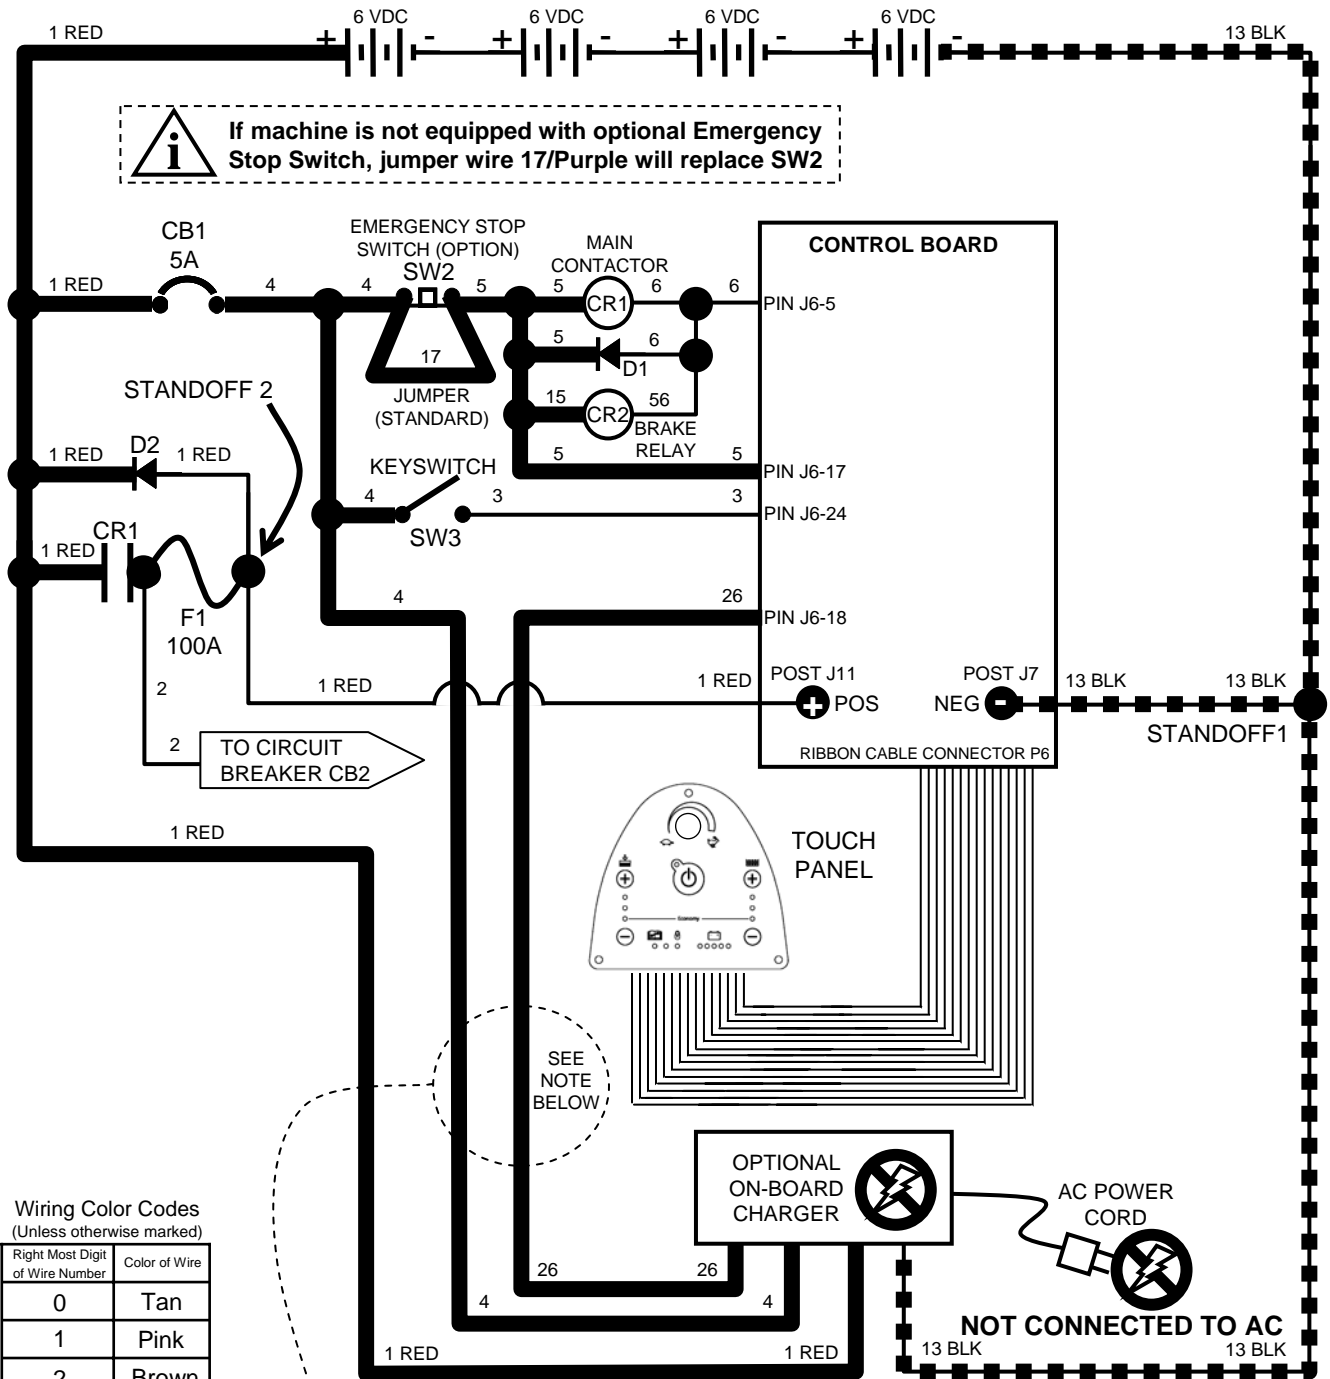 6 VDC
6 VDC
6 VDC
6 VDC
1 RED
+
-
+
-
+
-
+
-
13 BLK
i
If machine is not equipped with optional Emergency
Stop Switch, jumper wire 17/Purple will replace SW2
CB1
5A
EMERGENCY STOP
SWITCH (OPTION)
SW2
MAIN
CONTACTOR
CONTROL BOARD
1 RED
4
4
5
5
CR1
6
6
PIN J6-5
17
5
6
D1
JUMPER
(STANDARD)
15
CR2
56
BRAKE
RELAY
STANDOFF 2
1 RED
D2
1 RED
5
5
PIN J6-17
KEYSWITCH
4
3
3
PIN J6-24
SW3
1 RED
CR1
F1
100A
4
26
PIN J6-18
2
1 RED
1 RED
POST J11
+
POS
POST J7
NEG
-
13 BLK
13 BLK
STANDOFF1
2
TO CIRCUIT
BREAKER CB2
RIBBON CABLE CONNECTOR P6
1 RED
TOUCH
PANEL
+
+
Economy
SEE
NOTE
BELOW
OPTIONAL
ON-BOARD
CHARGER
AC POWER
CORD
NOT CONNECTED TO AC
26
26
4
4
1 RED
1 RED
13 BLK
13 BLK
Wiring Color Codes
(Unless otherwise marked)
Right Most Digit
of Wire Number
Color of Wire
0
Tan
1
Pink
2
Brown